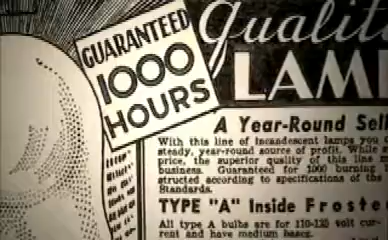 GUARANTEED
1000
HOURS
Qualit
LAM
A Year-Round Sell
With this line of incandescent lamps you c
steady, year-round source of profit. While s
price, the superior quality of this line
business. Guaranteed for 1000 burning
structed according to specifications of the
Standards.
TYPE "A" Inside Froste
All type A bulbs are for 110-120 volt cur-
rent and have medium bases.